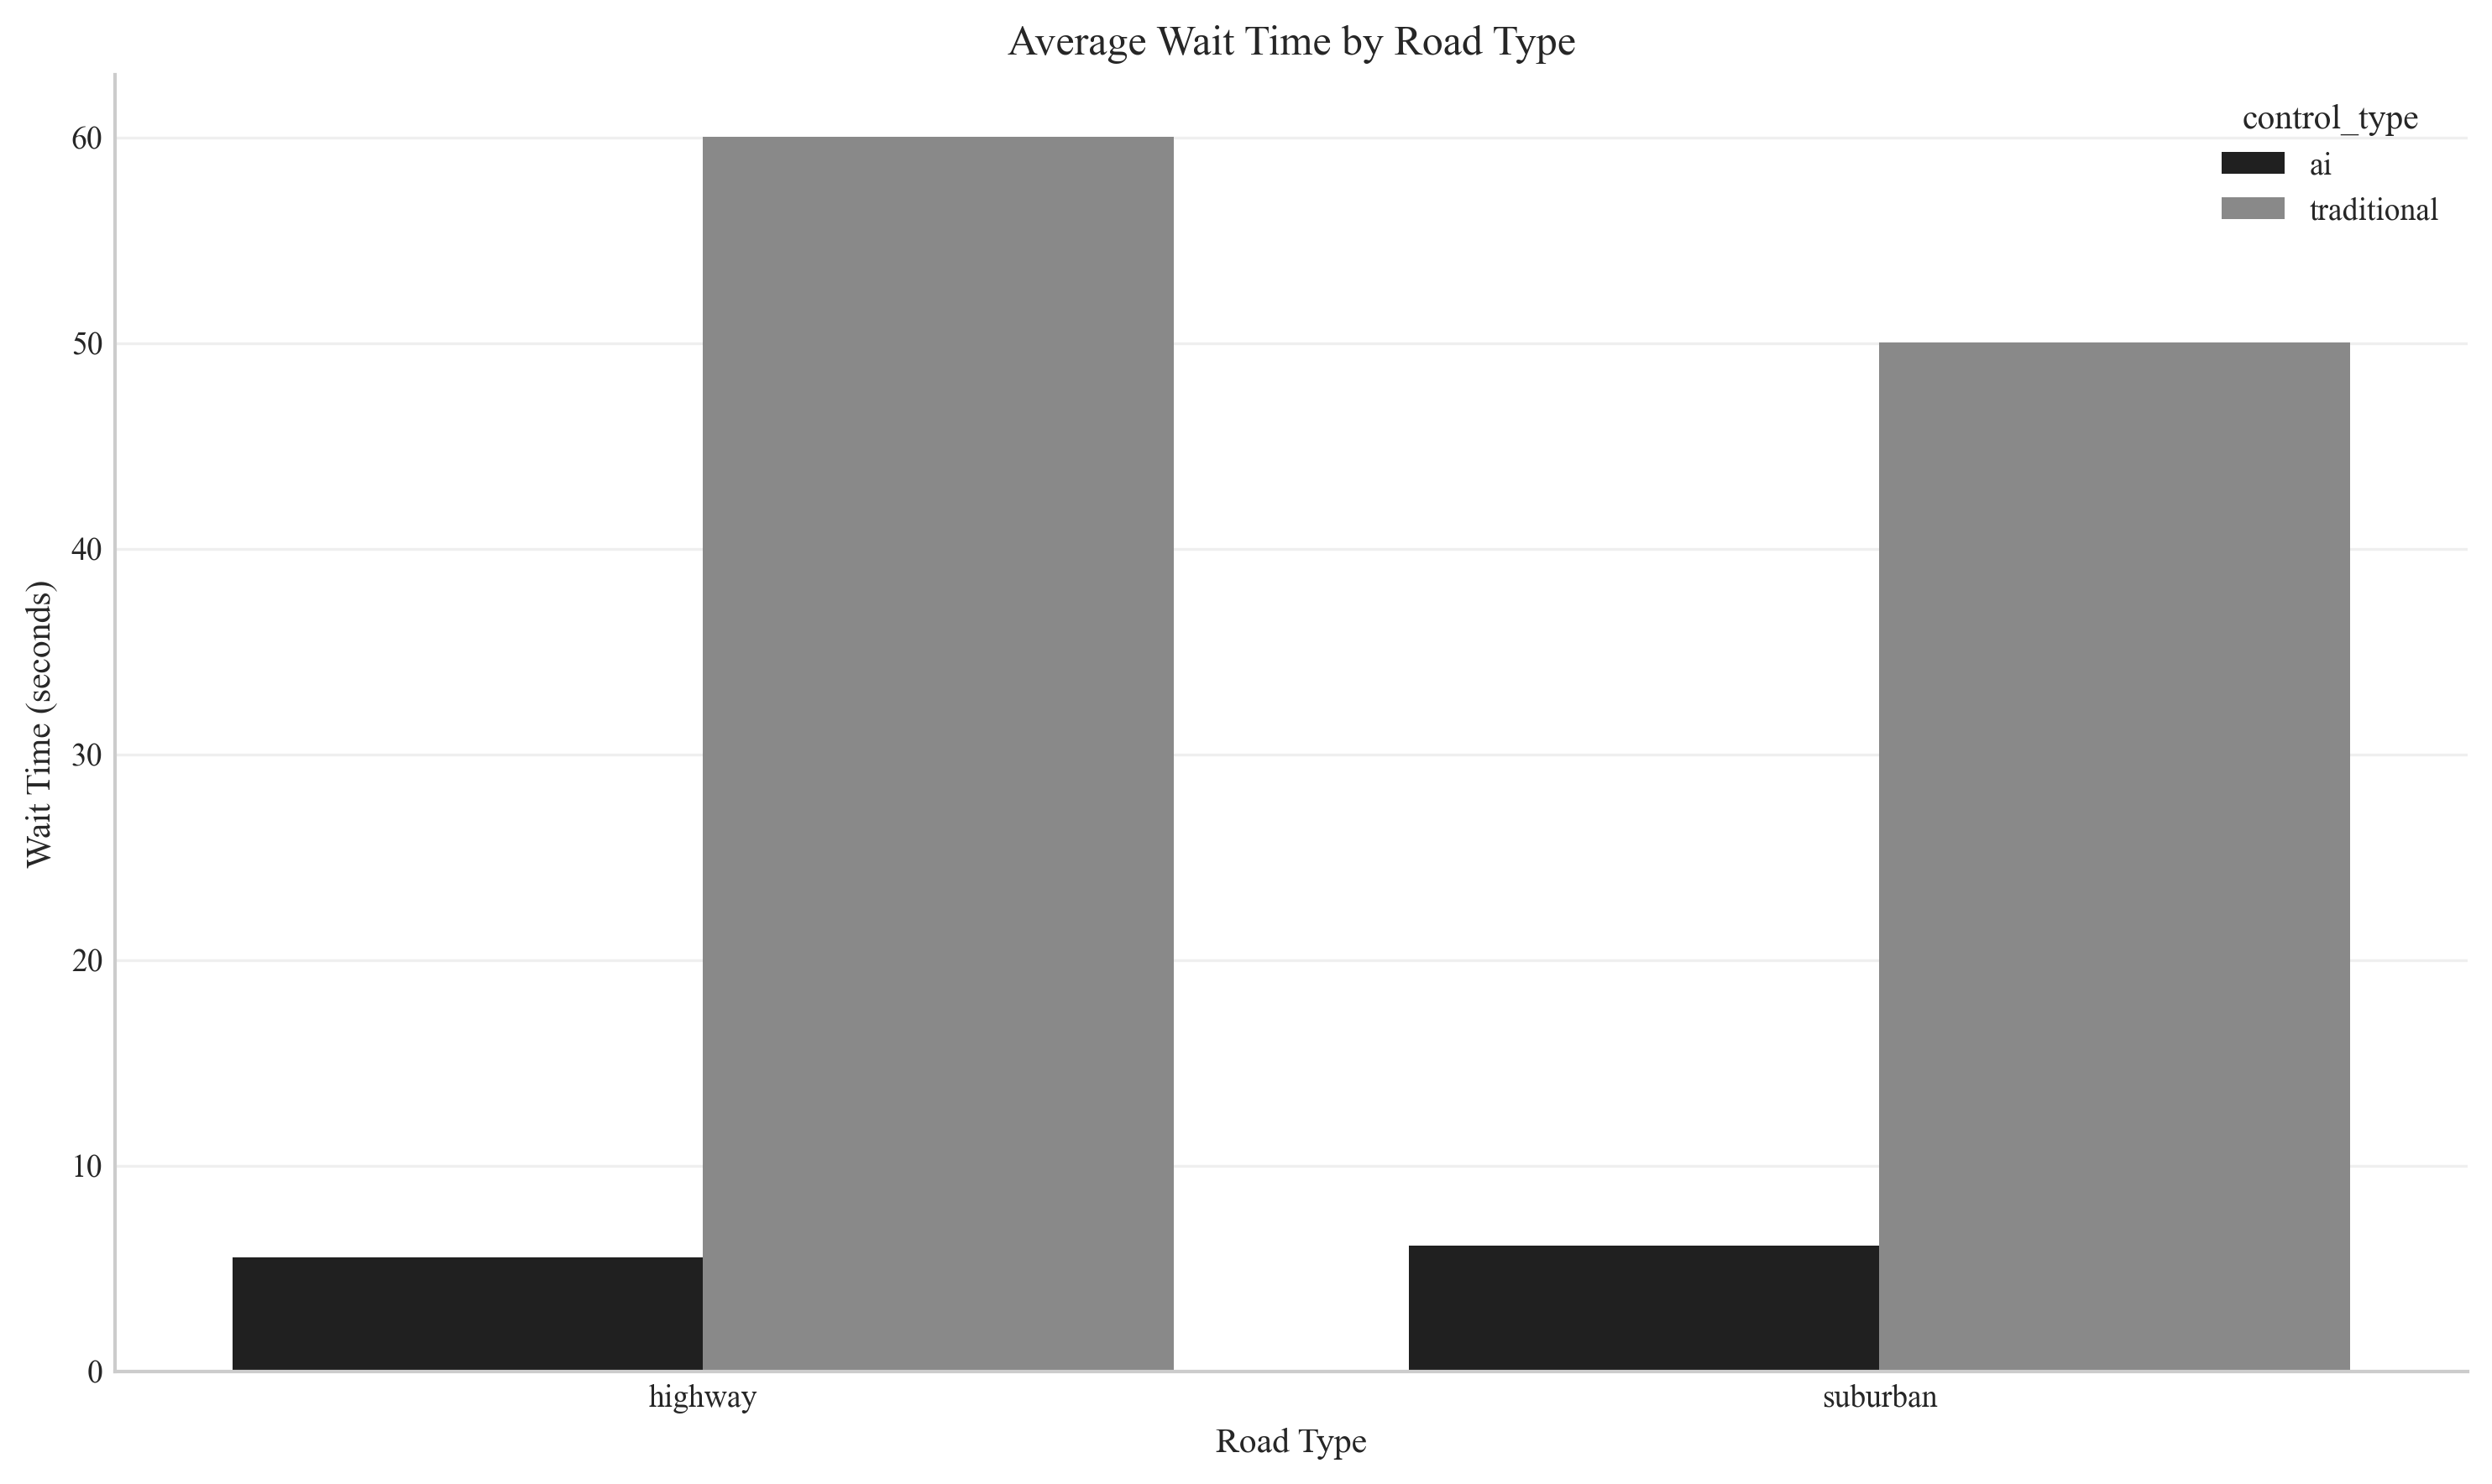 Average Wait Time by Road Type
control_type
ai
traditional
60
50
40
30
20
10
0
Wait Time (seconds)
highway
suburban
Road Type